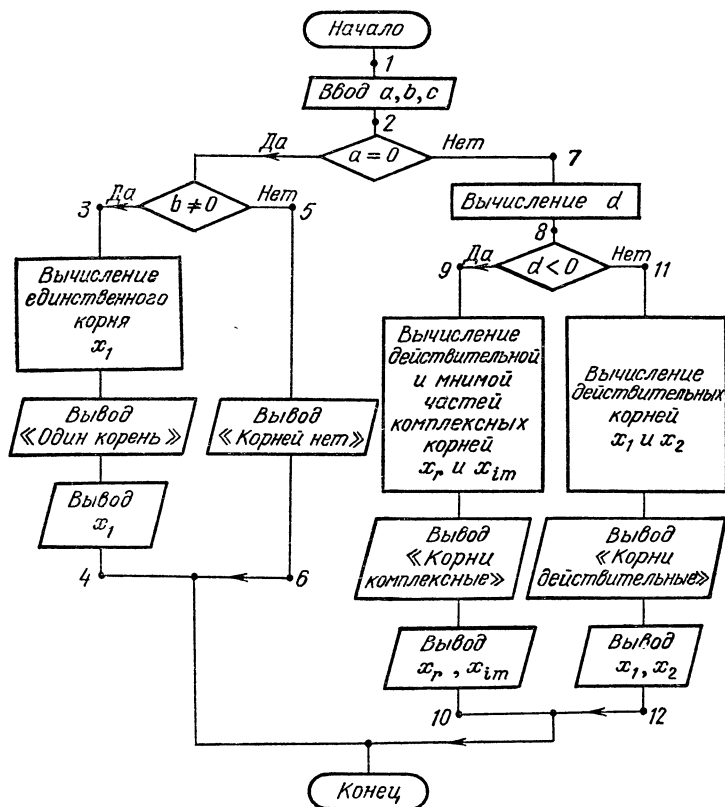 Начало
1
Ввод a, b, c
2
Да
a = 0
Нет
7
Вычисление d
8
3
Да
b ≠ 0
Нет
5
9
Да
d < 0
Нет
11
Вычисление
единственного
корня
x₁
Вычисление
действительной
и мнимой
частей
комплексных
корней
xᵣ и xᵢₘ
Вычисление
действительных
корней
x₁ и x₂
Вывод
«Один корень»
Вывод
«Корней нет»
Вывод
x₁
4
6
Вывод
«Корни
комплексные»
Вывод
«Корни
действительные»
Вывод
xᵣ, xᵢₘ
Вывод
x₁, x₂
10
12
Конец